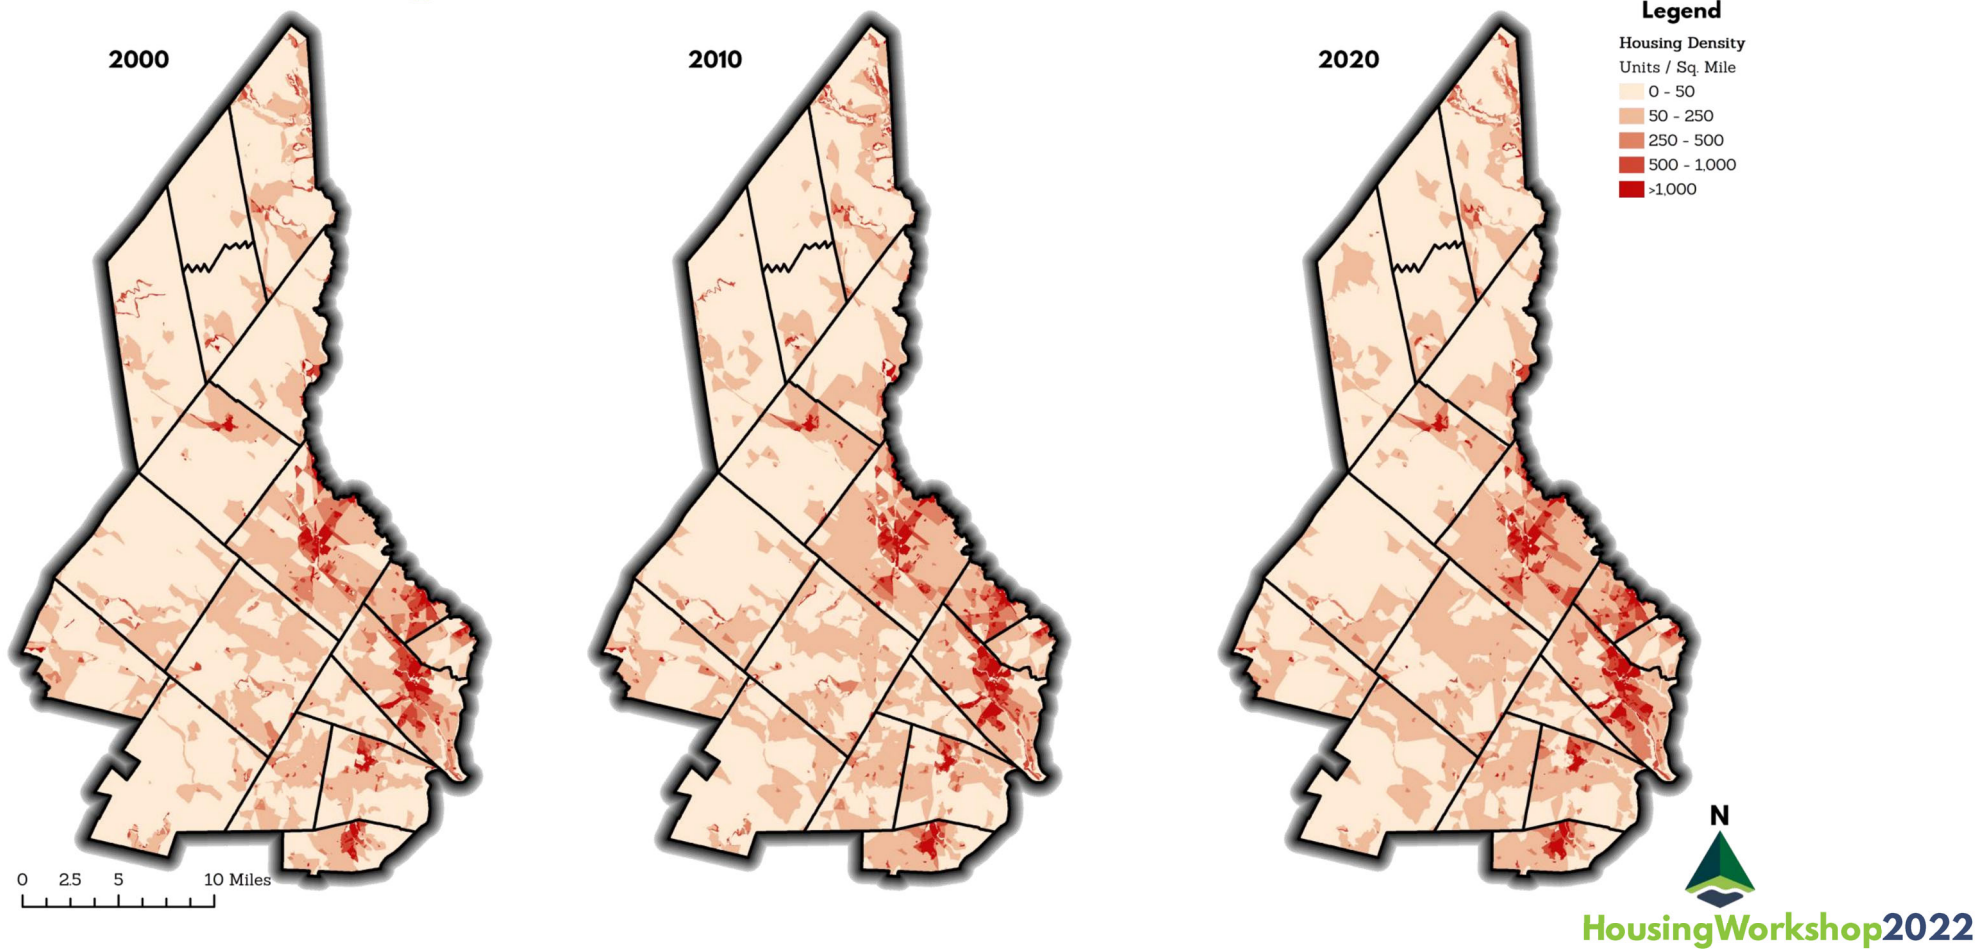 2000
2010
2020
Legend
Housing Density
Units / Sq. Mile
0 - 50
50 - 250
250 - 500
500 - 1,000
>1,000
0 2.5 5 10 Miles
N
HousingWorkshop2022